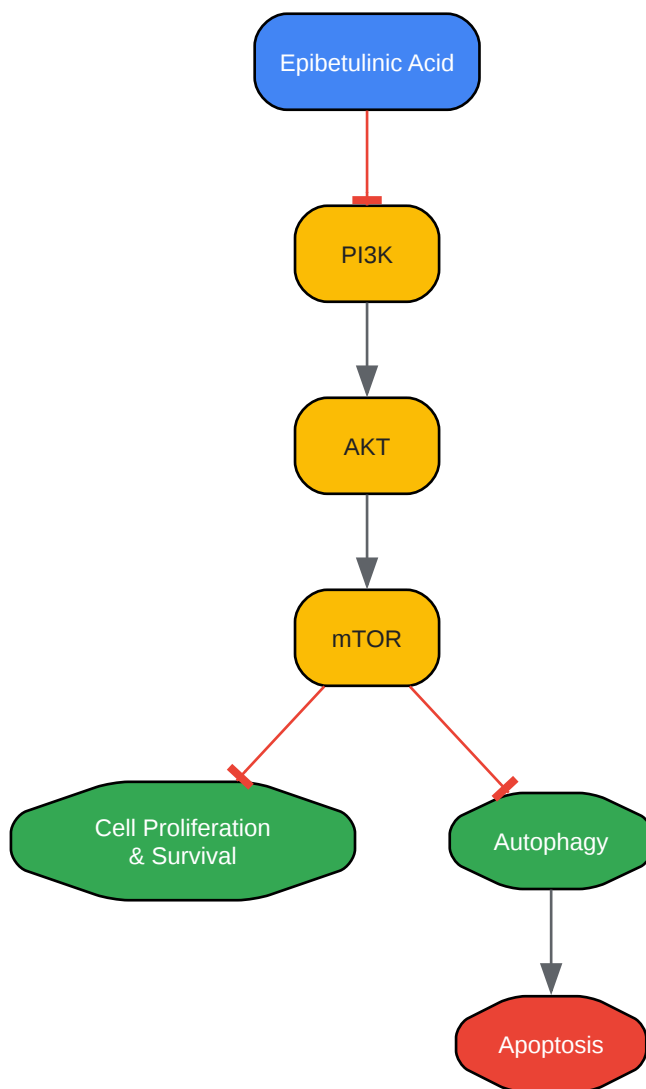 Epibetulinic Acid
PI3K
AKT
mTOR
Cell Proliferation
& Survival
Autophagy
Apoptosis